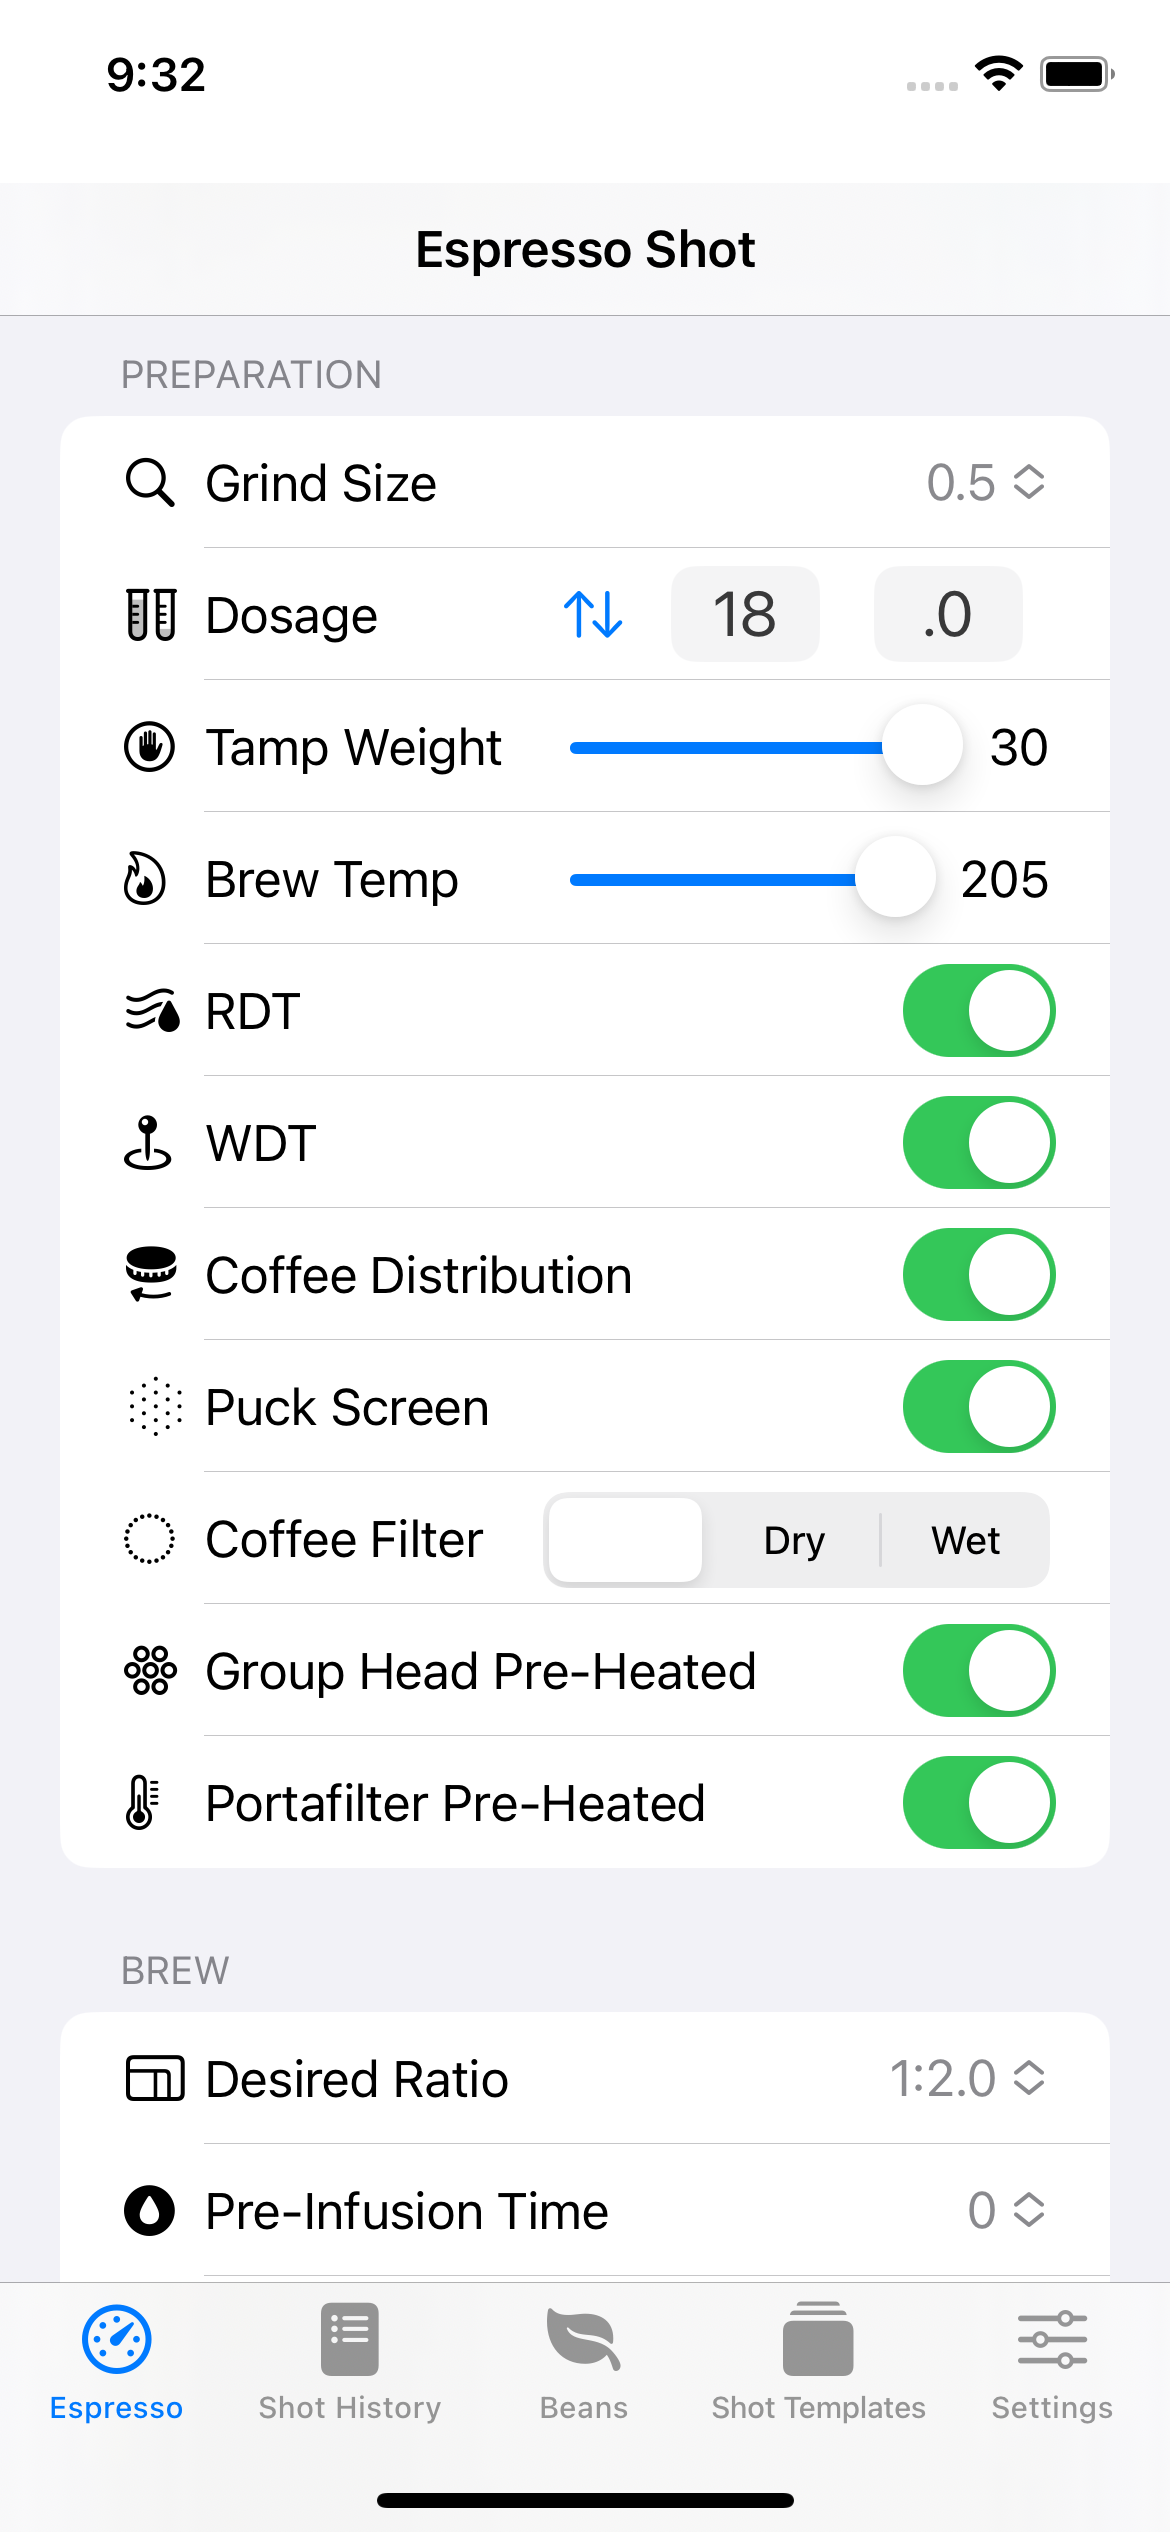 9:32
Espresso Shot
PREPARATION
Grind Size 0.5
Dosage 18 .0
Tamp Weight 30
Brew Temp 205
RDT
WDT
Coffee Distribution
Puck Screen
Coffee Filter Dry Wet
Group Head Pre-Heated
Portafilter Pre-Heated
BREW
Desired Ratio 1:2.0
Pre-Infusion Time 0
Espresso Shot History Beans Shot Templates Settings